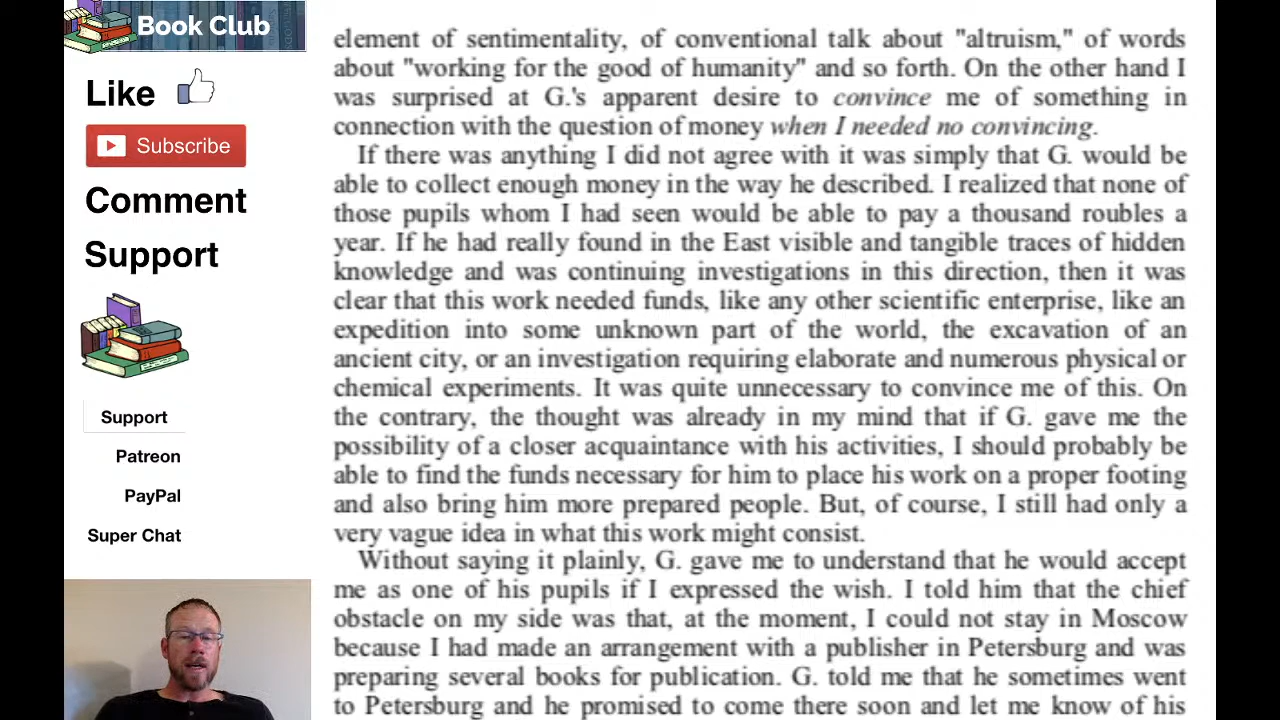 Book Club
Like
Subscribe
Comment
Support
Support
Patreon
PayPal
Super Chat
element of sentimentality, of conventional talk about "altruism," of words
about "working for the good of humanity" and so forth. On the other hand I
was surprised at G.'s apparent desire to convince me of something in
connection with the question of money when I needed no convincing.
If there was anything I did not agree with it was simply that G. would be
able to collect enough money in the way he described. I realized that none of
those pupils whom I had seen would be able to pay a thousand roubles a
year. If he had really found in the East visible and tangible traces of hidden
knowledge and was continuing investigations in this direction, then it was
clear that this work needed funds, like any other scientific enterprise, like an
expedition into some unknown part of the world, the excavation of an
ancient city, or an investigation requiring elaborate and numerous physical or
chemical experiments. It was quite unnecessary to convince me of this. On
the contrary, the thought was already in my mind that if G. gave me the
possibility of a closer acquaintance with his activities, I should probably be
able to find the funds necessary for him to place his work on a proper footing
and also bring him more prepared people. But, of course, I still had only a
very vague idea in what this work might consist.
Without saying it plainly, G. gave me to understand that he would accept
me as one of his pupils if I expressed the wish. I told him that the chief
obstacle on my side was that, at the moment, I could not stay in Moscow
because I had made an arrangement with a publisher in Petersburg and was
preparing several books for publication. G. told me that he sometimes went
to Petersburg and he promised to come there soon and let me know of his